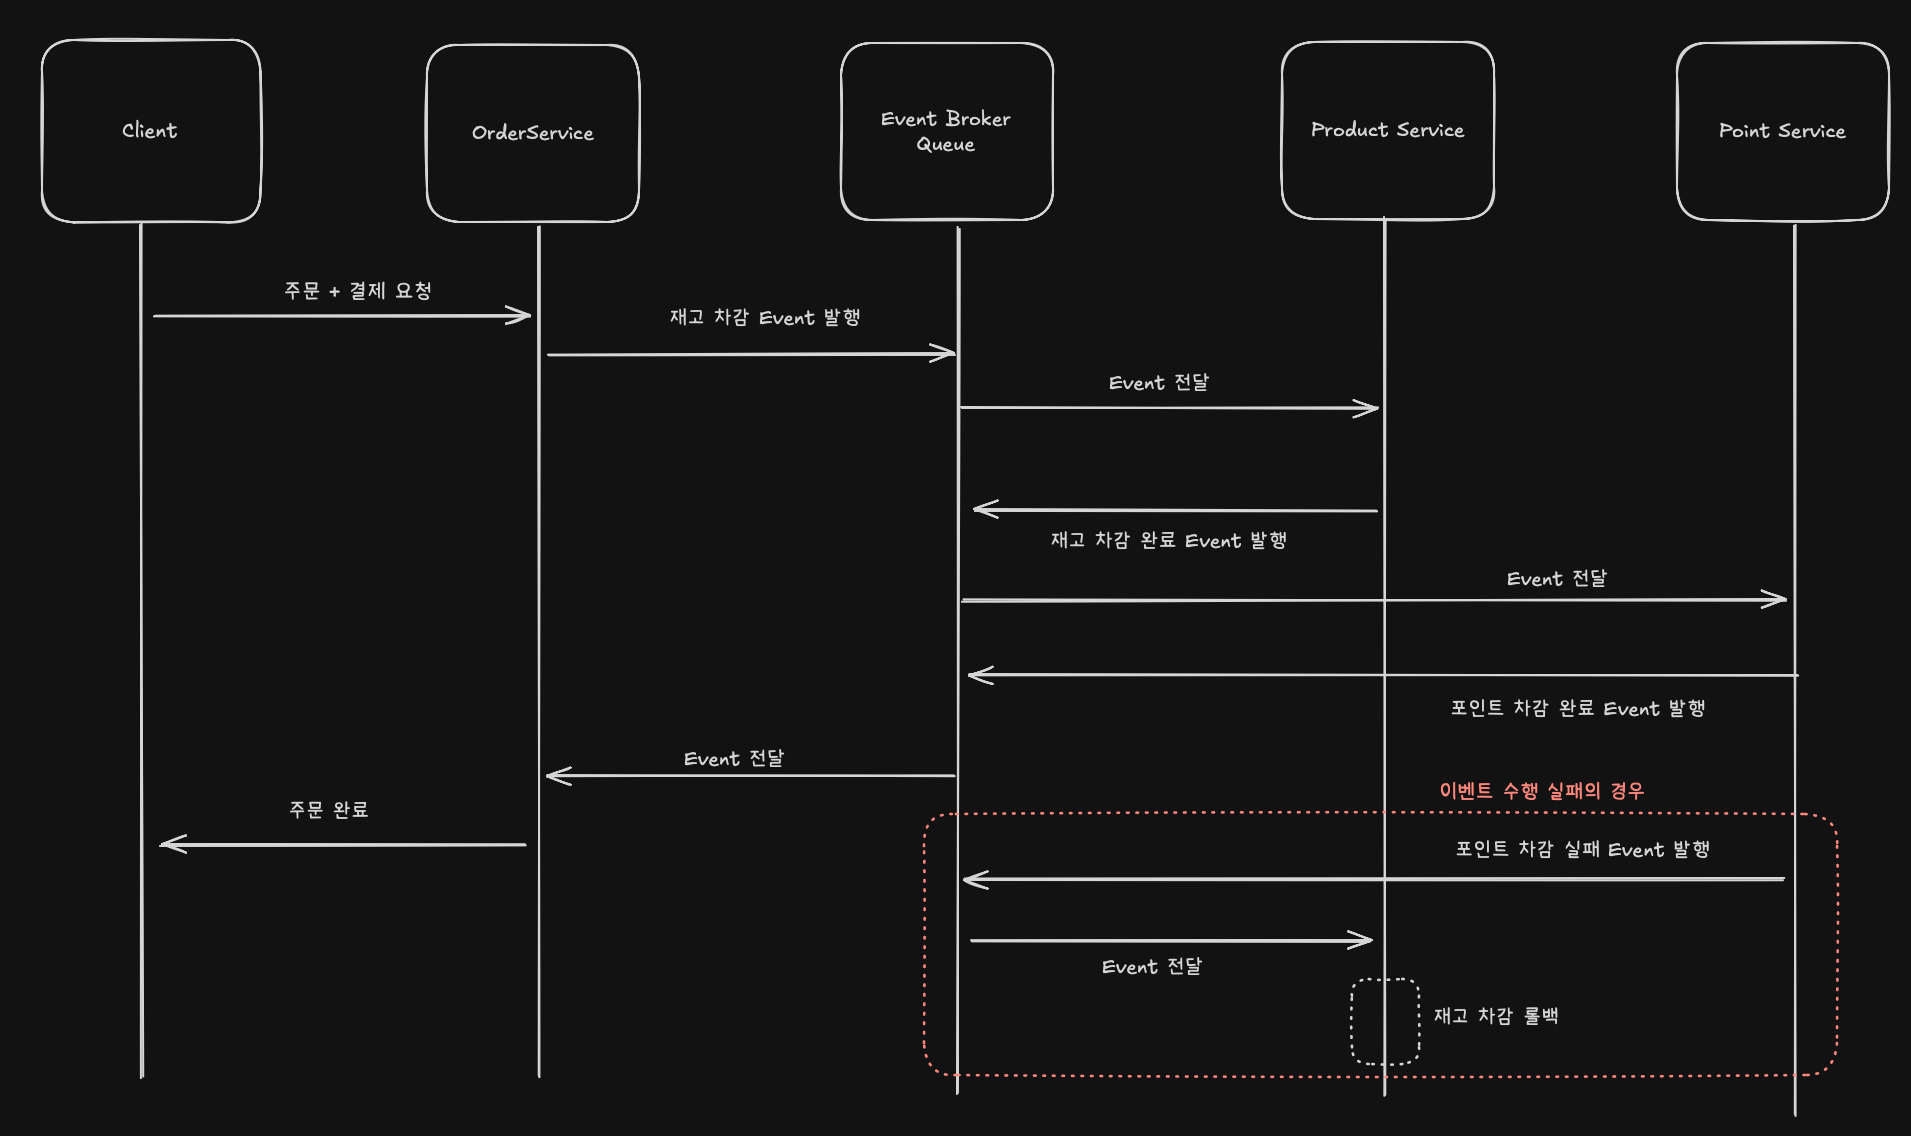 Client
OrderService
Event Broker
Queue
Product Service
Point Service
주문 + 결제 요청
재고 차감 Event 발행
Event 전달
재고 차감 완료 Event 발행
Event 전달
포인트 차감 완료 Event 발행
Event 전달
주문 완료
이벤트 수행 실패의 경우
포인트 차감 실패 Event 발행
Event 전달
재고 차감 롤백